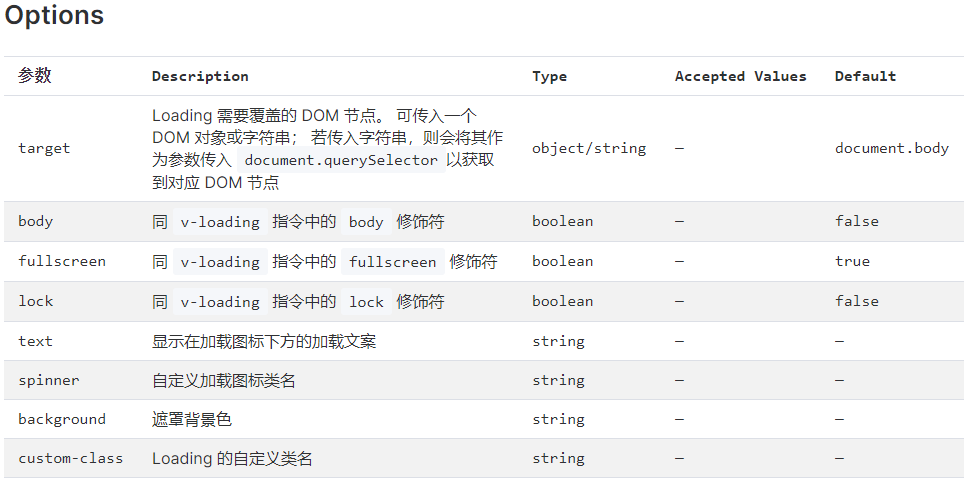 Options
参数 Description Type Accepted Values Default
Loading 需要覆盖的 DOM 节点。 可传入一个
DOM 对象或字符串； 若传入字符串，则会将其作
target 为参数传入 document.querySelector 以获取 object/string — document.body
到对应 DOM 节点
body 同 v-loading 指令中的 body 修饰符 boolean — false
fullscreen 同 v-loading 指令中的 fullscreen 修饰符 boolean — true
lock 同 v-loading 指令中的 lock 修饰符 boolean — false
text 显示在加载图标下方的加载文案 string — —
spinner 自定义加载图标类名 string — —
background 遮罩背景色 string — —
custom-class Loading 的自定义类名 string — —